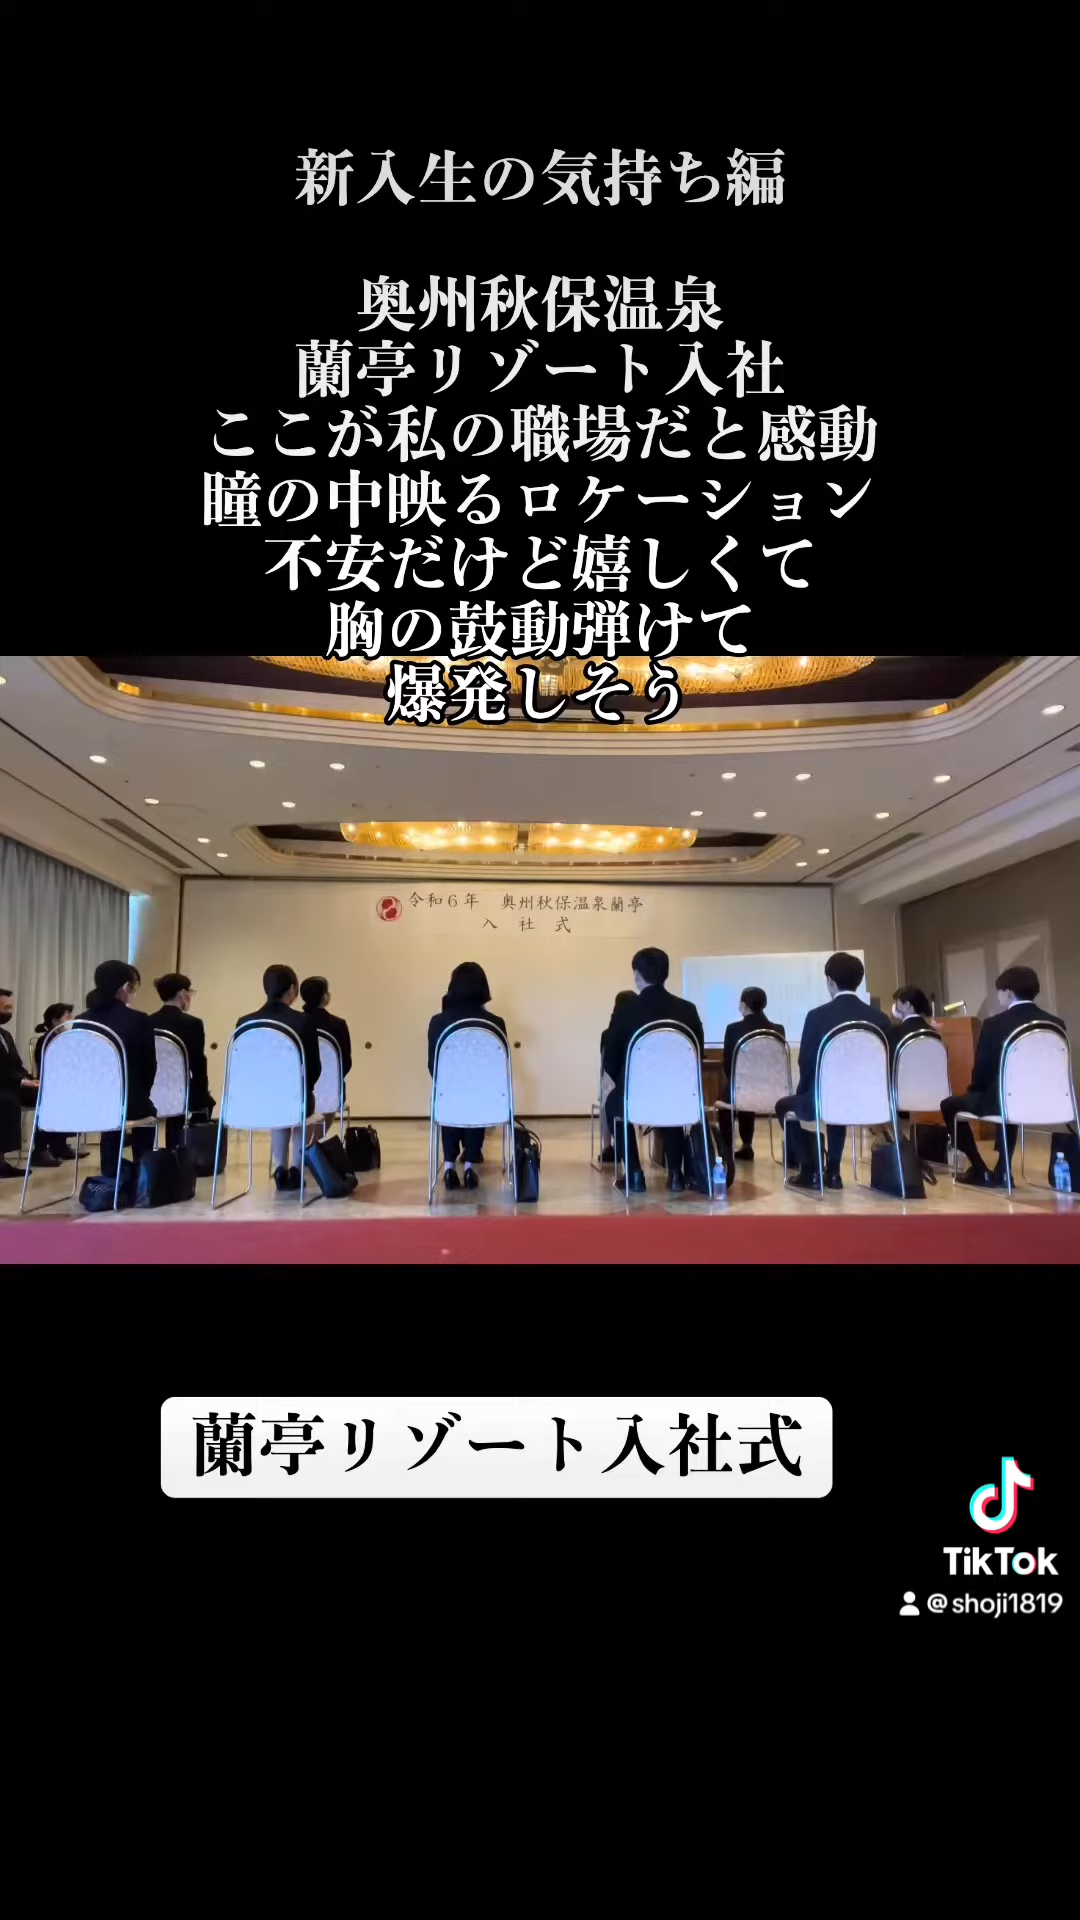 新入生の気持ち編
奥州秋保温泉
蘭亭リゾート入社
ここが私の職場だと感動
瞳の中映るロケーション
不安だけど嬉しくて
胸の鼓動弾けて
爆発しそう
令和6年 奥州秋保温泉蘭亭
入 社 式
蘭亭リゾート入社式
TikTok
@shoji1819